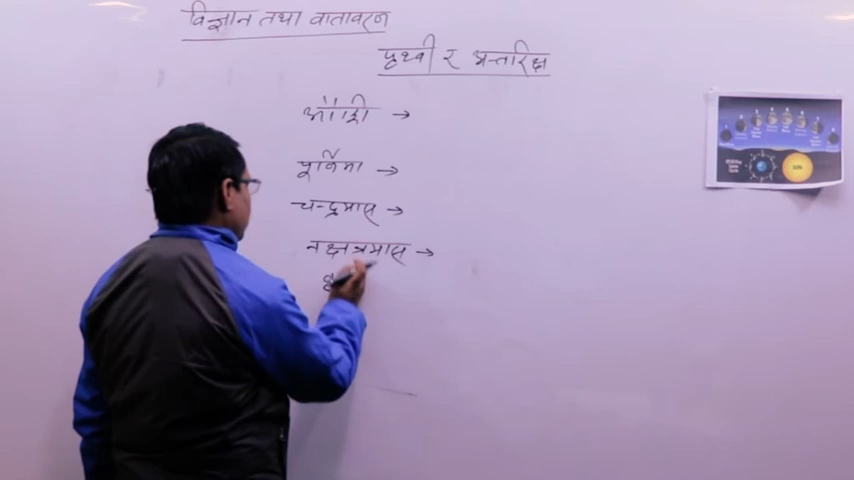 विज्ञान तथा वातावरण
पृथ्वी र अन्तरिक्ष
औंशी →
पूर्णिमा →
चन्द्रमास →
नक्षत्रमास →